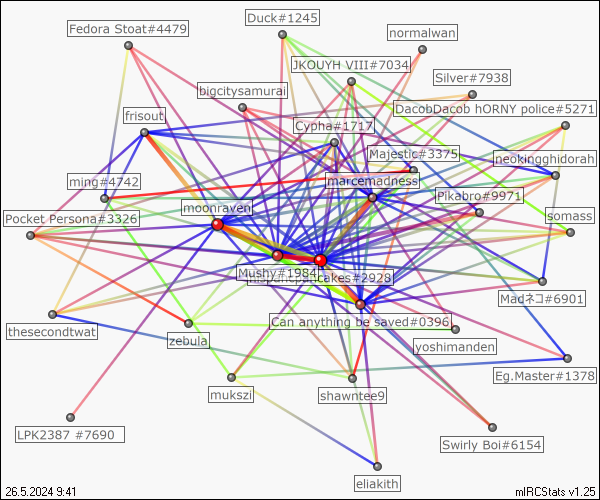 Fedora Stoat#4479
Duck#1245
normalwan
JKOUYH VIII#7034
Silver#7938
bigcitysamurai
DacobDacob hORNY police#5271
frisout
Cypha#1717
Majestic#3375
neokingghidorah
ming#4742
marcemadness
Pikabro#9971
moonraven
Pocket Persona#3326
somass
Mushy#1984
Madネコ#6901
Can anything be saved#0396
thesecondtwat
zebula
yoshimanden
Eg.Master#1378
mukszi
shawntee9
LPK2387 #7690
Swirly Boi#6154
eliakith
26.5.2024 9:41
mIRCStats v1.25